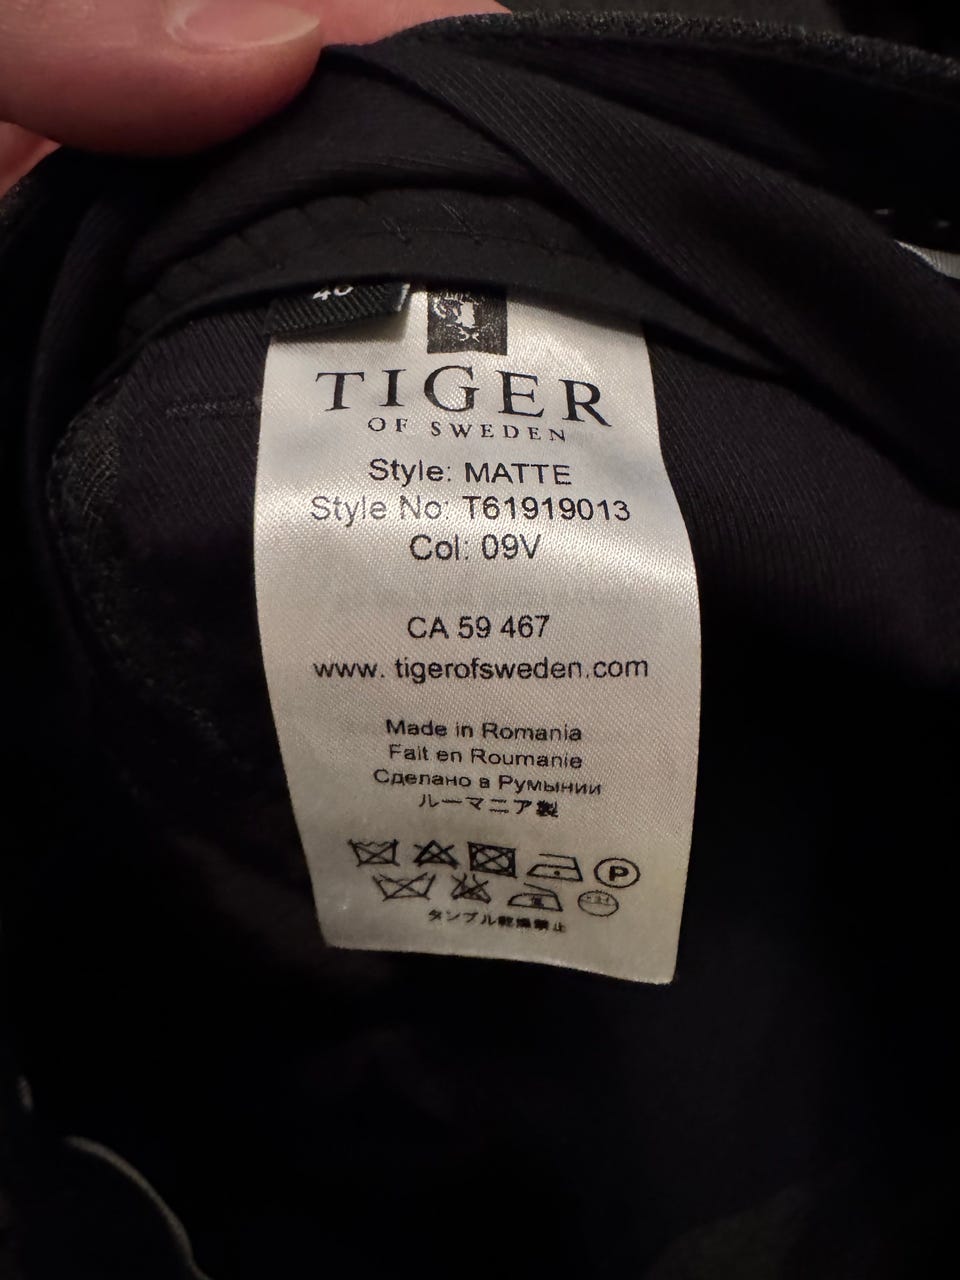 TIGER
OF SWEDEN
Style: MATTE
Style No: T61919013
Col: 09V
CA 59 467
www. tigerofsweden.com
Made in Romania
Fait en Roumanie
Сделано в Румынии
ルーマニア製
P
タンブル乾燥禁止